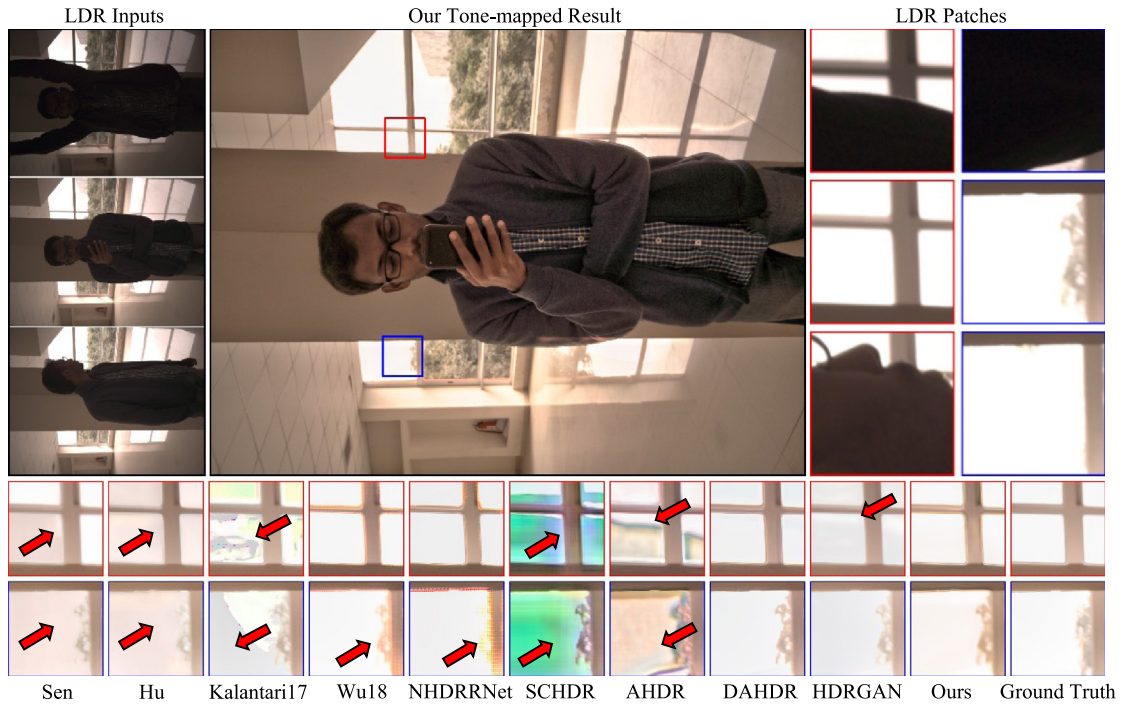 LDR Inputs
Our Tone-mapped Result
LDR Patches
Sen
Hu
Kalantari17
Wu18
NHDRRNet
SCHDR
AHDR
DAHDR
HDRGAN
Ours
Ground Truth